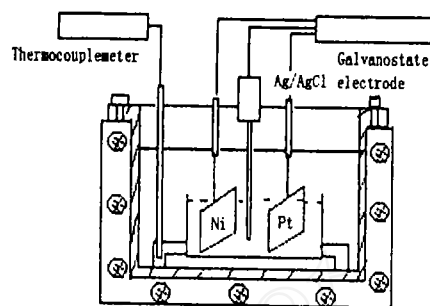 Thermocouplemeter
Galvanostate
Ag/AgCl electrode
Ni
Pt